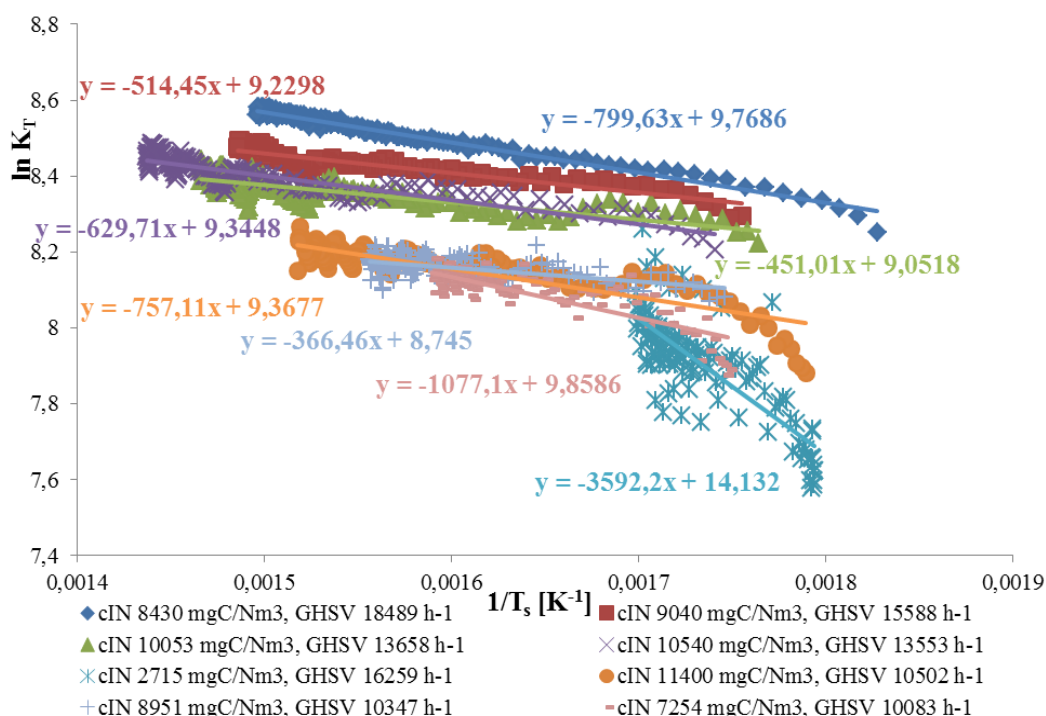 8,8
y = -514,45x + 9,2298
8,6
y = -799,63x + 9,7686
ln K_T
8,4
y = -629,71x + 9,3448
8,2
y = -451,01x + 9,0518
y = -757,11x + 9,3677
8
y = -366,46x + 8,745
y = -1077,1x + 9,8586
7,8
7,6
y = -3592,2x + 14,132
7,4
0,0014 0,0015 0,0016 0,0017 0,0018 0,0019
1/T_s [K^-1]
cIN 8430 mgC/Nm3, GHSV 18489 h-1
cIN 9040 mgC/Nm3, GHSV 15588 h-1
cIN 10053 mgC/Nm3, GHSV 13658 h-1
cIN 10540 mgC/Nm3, GHSV 13553 h-1
cIN 2715 mgC/Nm3, GHSV 16259 h-1
cIN 11400 mgC/Nm3, GHSV 10502 h-1
cIN 8951 mgC/Nm3, GHSV 10347 h-1
cIN 7254 mgC/Nm3, GHSV 10083 h-1